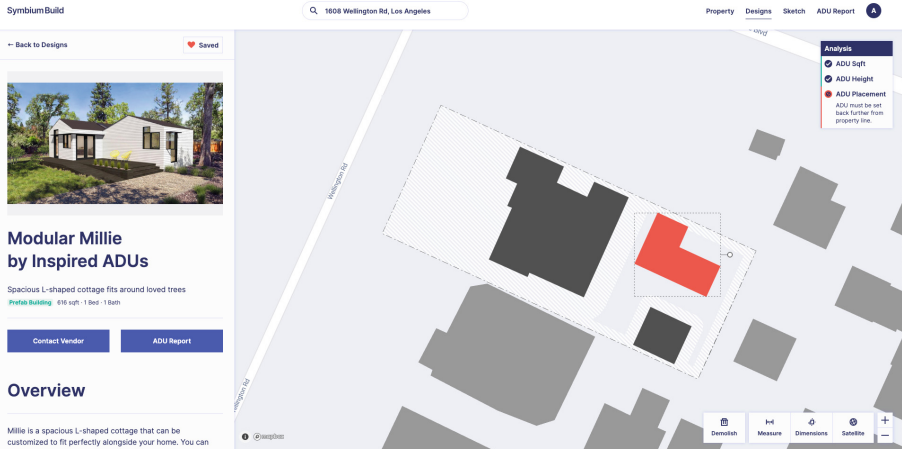 Symbium Build
1608 Wellington Rd, Los Angeles
Property
Designs
Sketch
ADU Report
A
← Back to Designs
Saved
Modular Millie
by Inspired ADUs
Spacious L-shaped cottage fits around loved trees
Prefab Building 616 sqft · 1 Bed · 1 Bath
Contact Vendor
ADU Report
Overview
Millie is a spacious L-shaped cottage that can be
customized to fit perfectly alongside your home. You can
Blvd
Wellington Rd
Wellington Rd
Analysis
ADU Sqft
ADU Height
ADU Placement
ADU must be set
back further from
property line.
mapbox
Demolish
Measure
Dimensions
Satellite
+
−